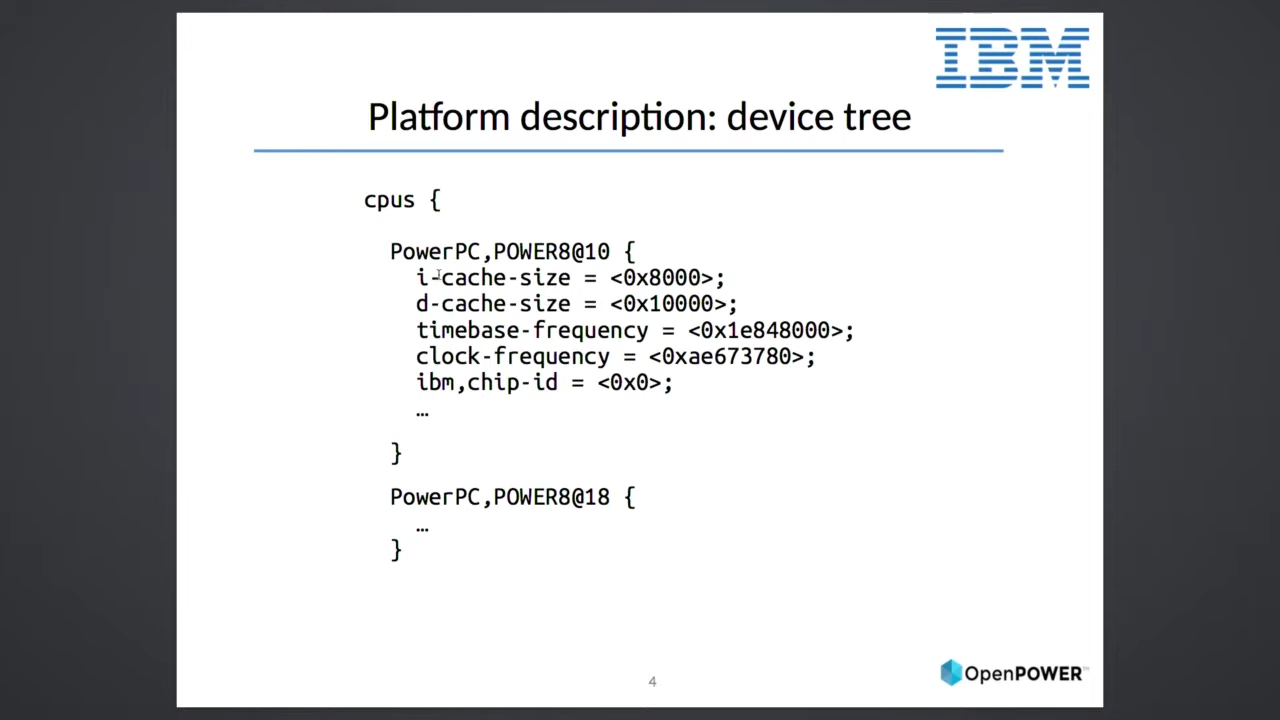 IBM
Platform description: device tree
cpus {
PowerPC,POWER8@10 {
i-cache-size = <0x8000>;
d-cache-size = <0x10000>;
timebase-frequency = <0x1e848000>;
clock-frequency = <0xae673780>;
ibm,chip-id = <0x0>;
…
}
PowerPC,POWER8@18 {
…
}
4
OpenPOWER™